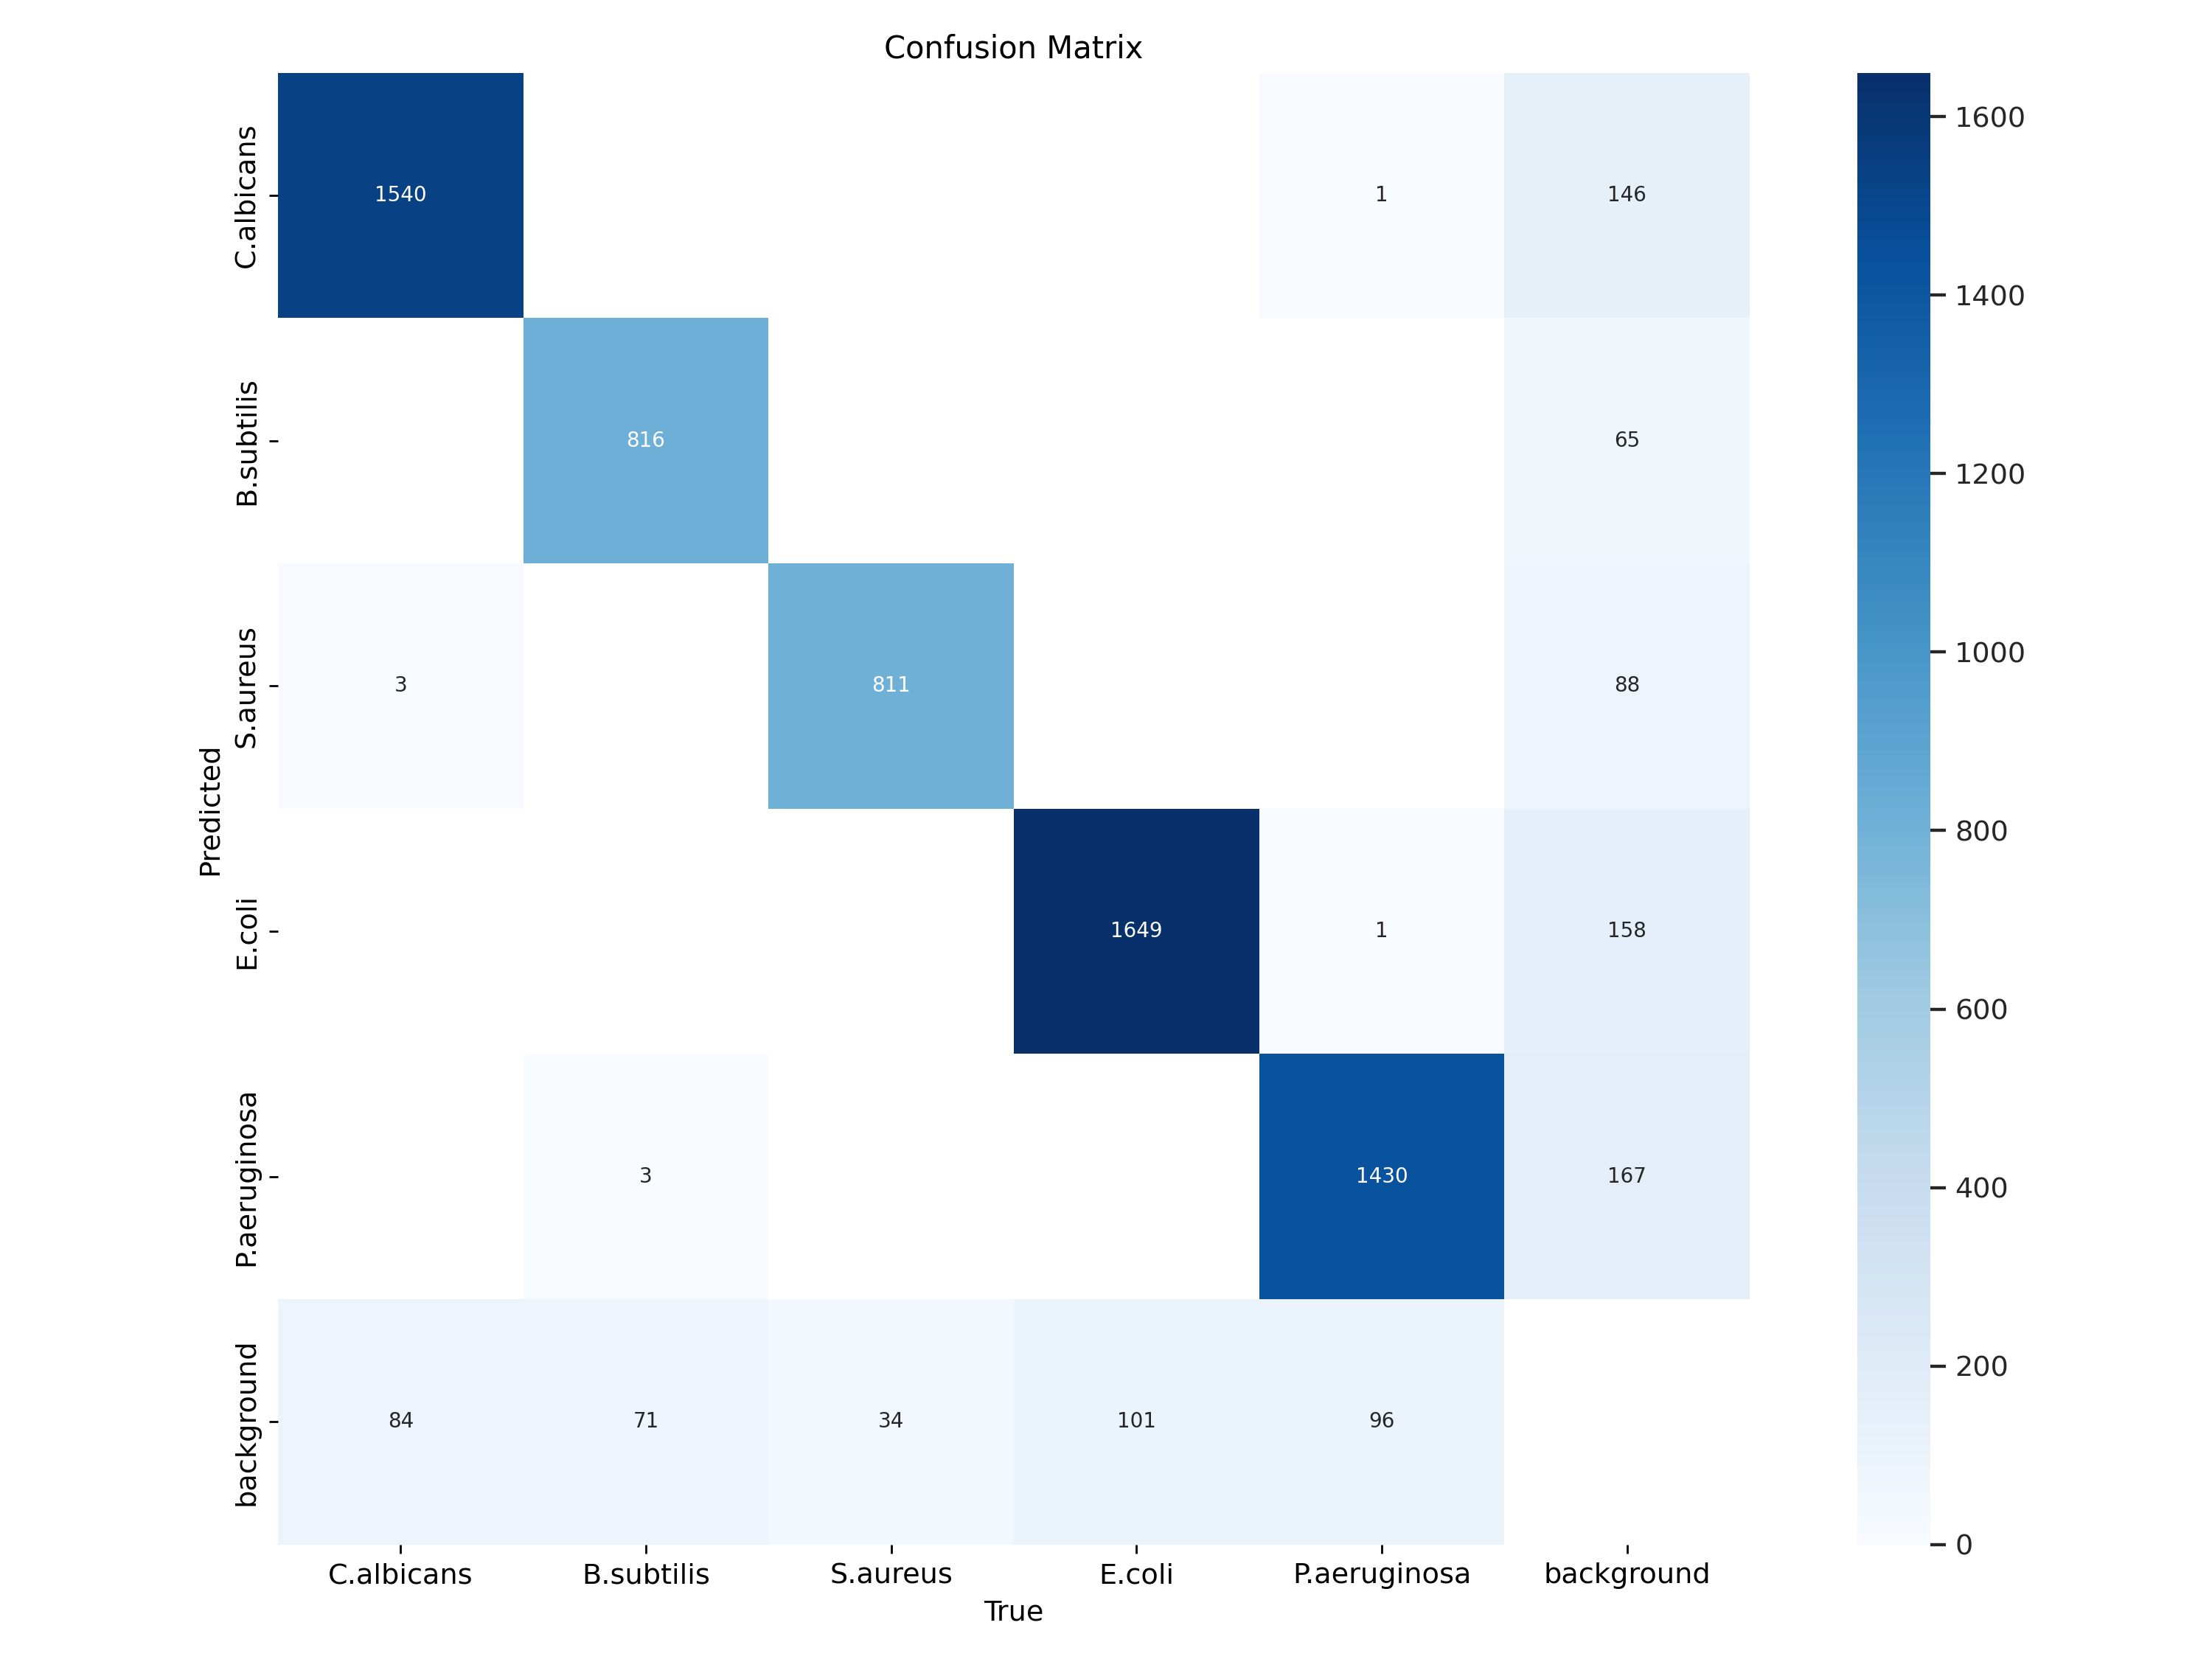 Confusion Matrix
C.albicans
1540
1
146
1600
1400
B.subtilis
816
65
1200
S.aureus
3
811
88
1000
Predicted
800
E.coli
1649
1
158
600
P.aeruginosa
3
1430
167
400
200
background
84
71
34
101
96
0
C.albicans B.subtilis S.aureus E.coli P.aeruginosa background
True